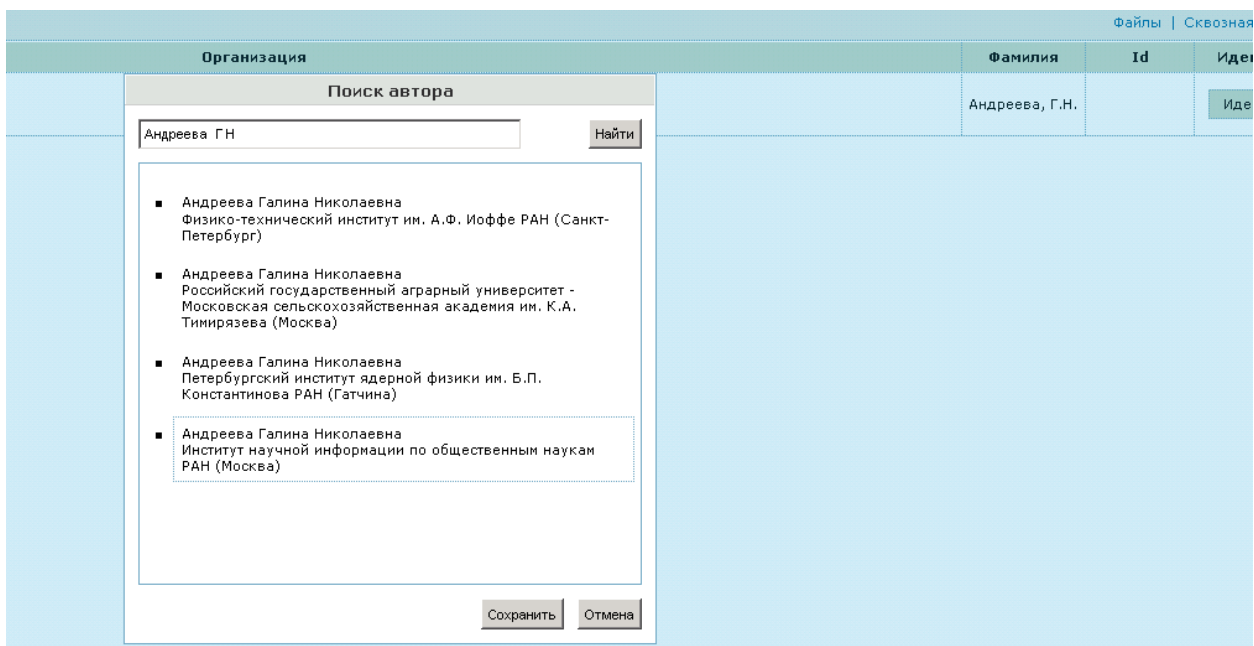 Файлы | Сквозная
Организация Фамилия Id
Поиск автора
Андреева, Г.Н.
Андреева ГН Найти
Андреева Галина Николаевна
Физико-технический институт им. А.Ф. Иоффе РАН (Санкт-
Петербург)
Андреева Галина Николаевна
Российский государственный аграрный университет -
Московская сельскохозяйственная академия им. К.А.
Тимирязева (Москва)
Андреева Галина Николаевна
Петербургский институт ядерной физики им. Б.П.
Константинова РАН (Гатчина)
Андреева Галина Николаевна
Институт научной информации по общественным наукам
РАН (Москва)
Сохранить Отмена